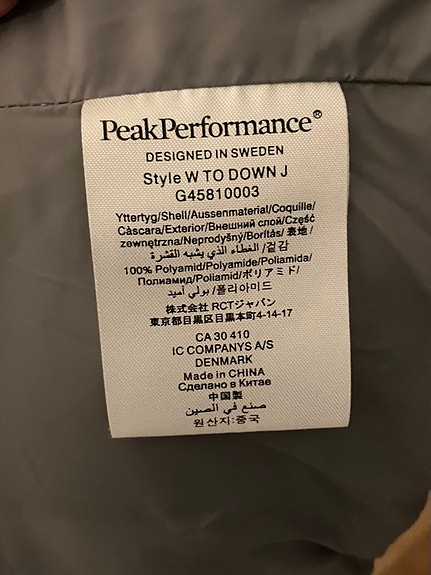 PeakPerformance®
DESIGNED IN SWEDEN
Style W TO DOWN J
G45810003
Yttertyg/Shell/Aussenmaterial/Coquille/
Càscara/Exterior/Внешний слой/Część
zewnętrzna/Neprodyšný/Borítás/ 表地 /
الغطاء الذي يشبه القشرة /겉감
100% Polyamid/Polyamide/Poliamida/
Полиамид/Poliamid/ポリアミド/
بولي أميد /폴리아미드
株式会社 RCTジャパン
東京都目黒区目黒本町4-14-17
CA 30 410
IC COMPANYS A/S
DENMARK
Made in CHINA
Сделано в Китае
中国製
صنع في الصين
원산지:중국